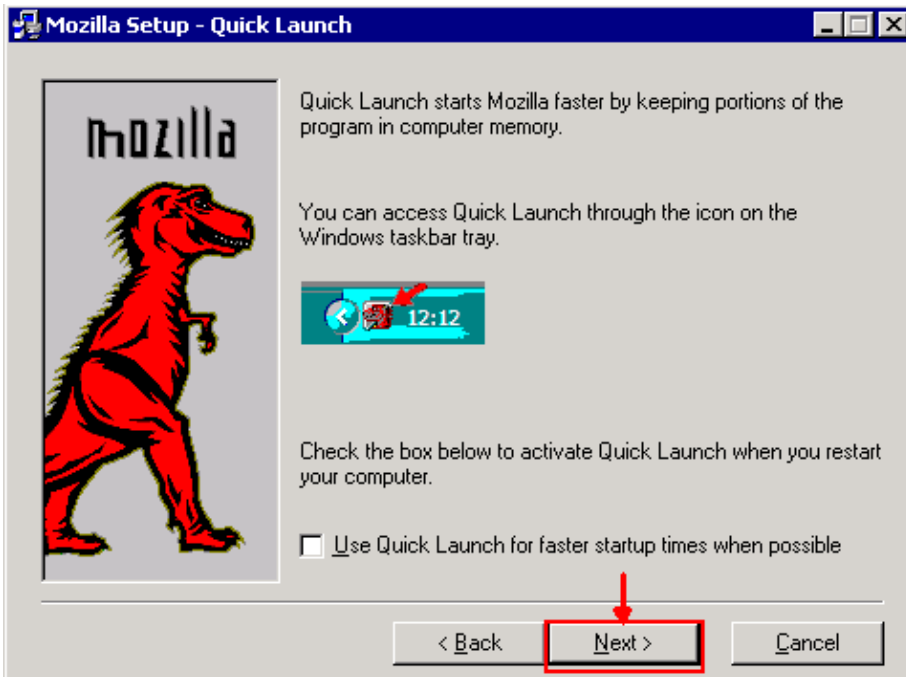 Mozilla Setup - Quick Launch
mozilla
Quick Launch starts Mozilla faster by keeping portions of the
program in computer memory.
You can access Quick Launch through the icon on the
Windows taskbar tray.
12:12
Check the box below to activate Quick Launch when you restart
your computer.
Use Quick Launch for faster startup times when possible
< Back
Next >
Cancel